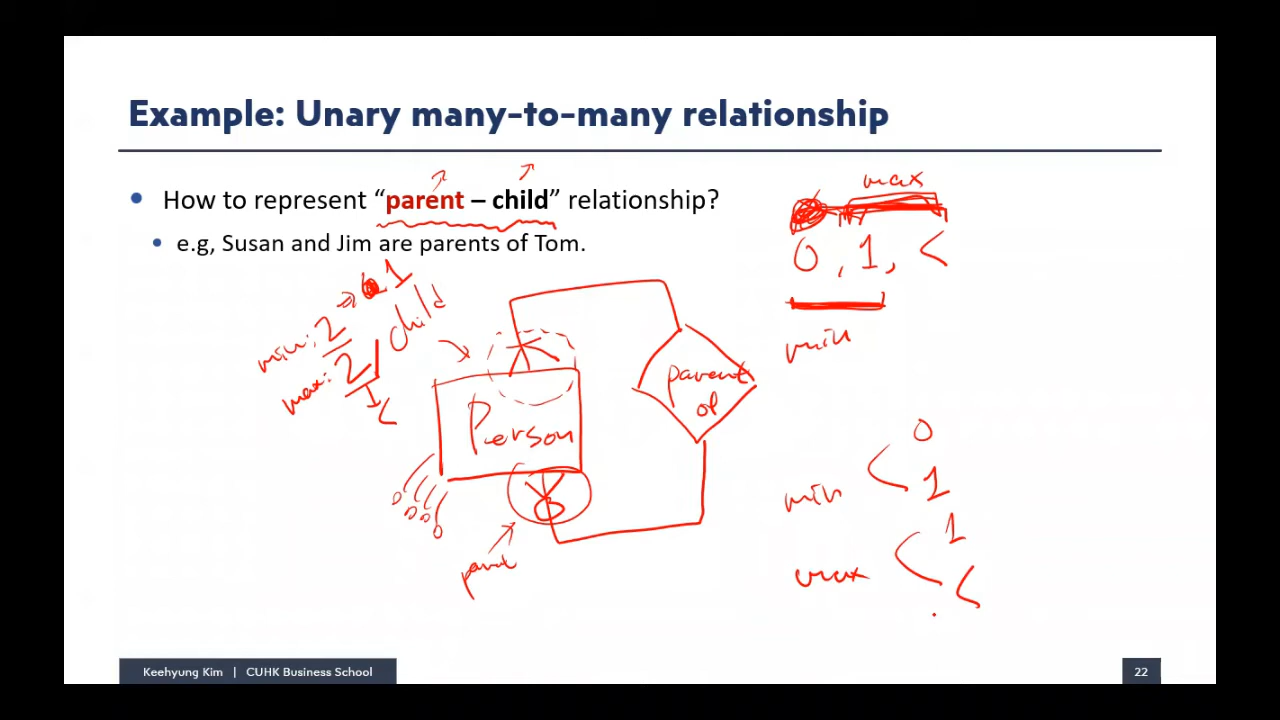 Example: Unary many-to-many relationship
• How to represent “parent – child” relationship?
• e.g, Susan and Jim are parents of Tom.
max
0 , 1 , <
min
1
min: 2
max: 2
child
Person
parent
of
min
0
1
max
1
<
Keehyung Kim | CUHK Business School
22